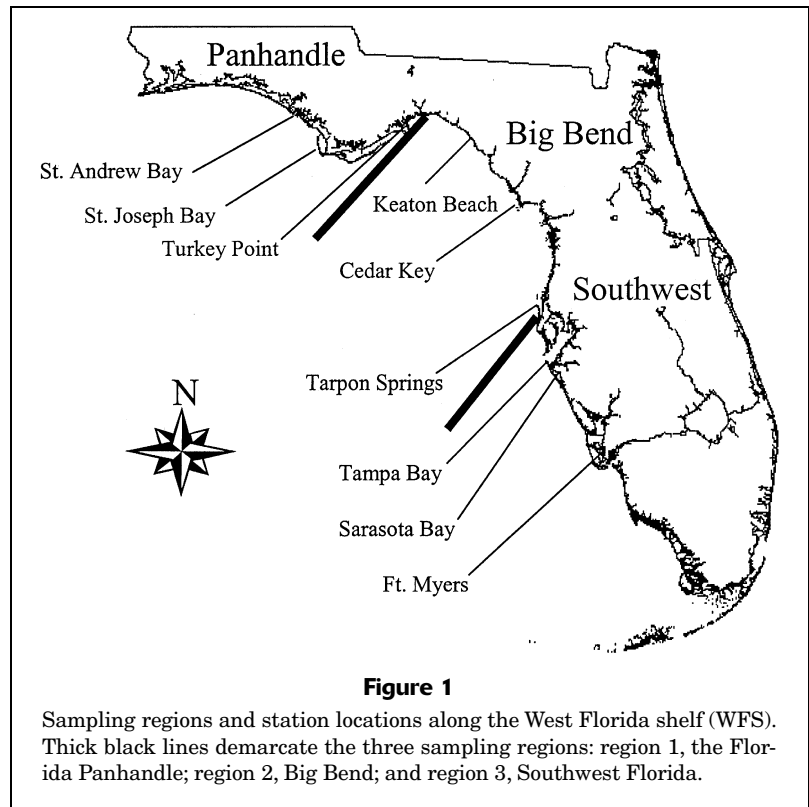 Panhandle
Big Bend
St. Andrew Bay
St. Joseph Bay
Keaton Beach
Turkey Point
Cedar Key
Southwest
Tarpon Springs
N
Tampa Bay
Sarasota Bay
Ft. Myers
Figure 1
Sampling regions and station locations along the West Florida shelf (WFS).
Thick black lines demarcate the three sampling regions: region 1, the Flor-
ida Panhandle; region 2, Big Bend; and region 3, Southwest Florida.